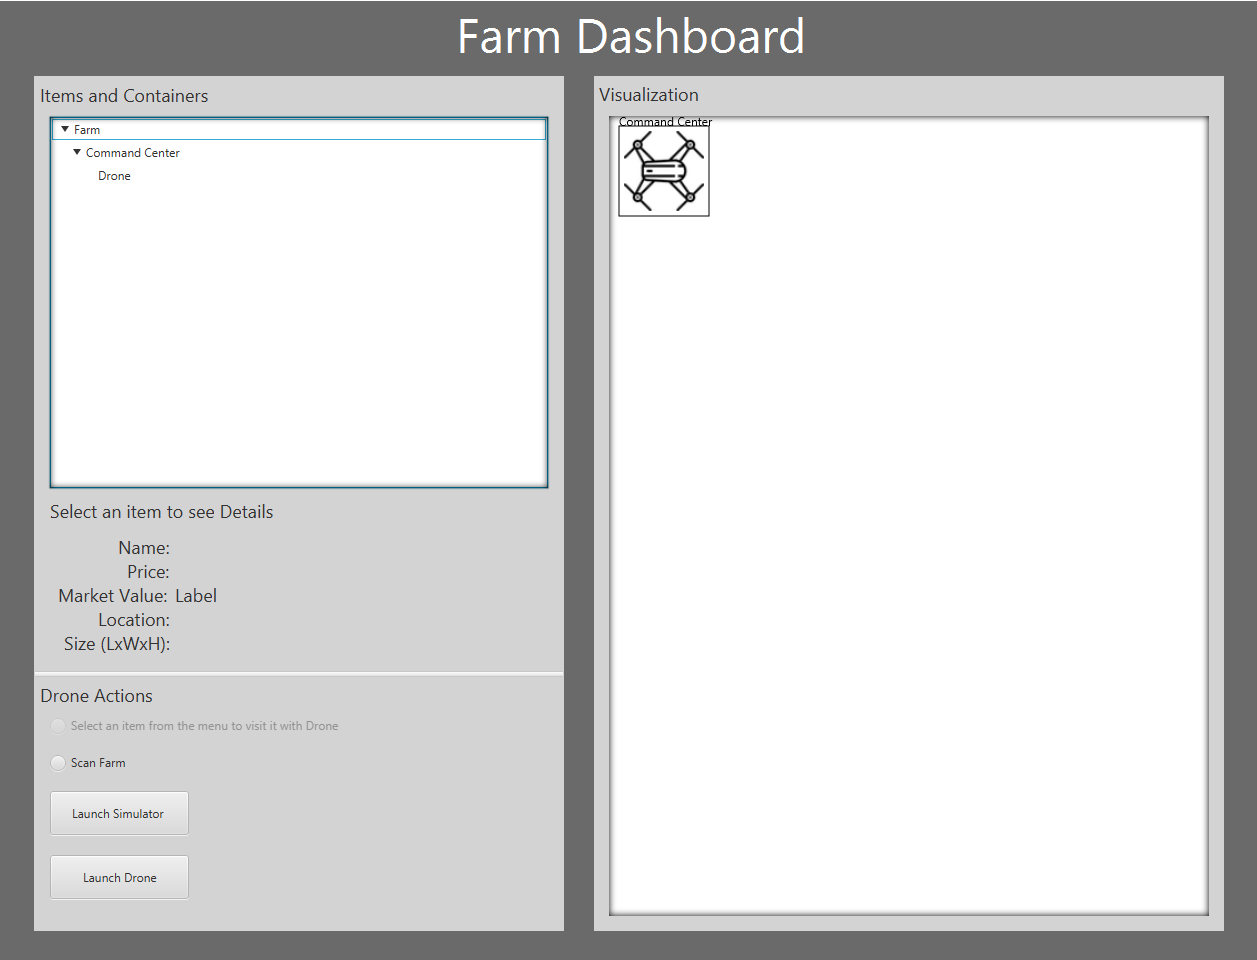 Farm Dashboard
Items and Containers
Farm
Command Center
Drone
Select an item to see Details
Name:
Price:
Market Value: Label
Location:
Size (LxWxH):
Drone Actions
Select an item from the menu to visit it with Drone
Scan Farm
Launch Simulator
Launch Drone
Visualization
Command Center